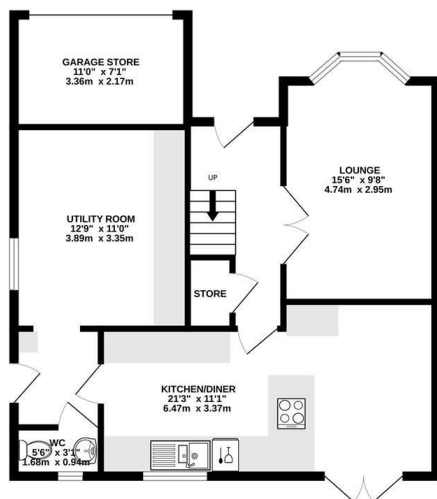 GARAGE STORE
11'0" x 7'1"
3.36m x 2.17m
LOUNGE
15'6" x 9'8"
4.74m x 2.95m
UP
UTILITY ROOM
12'9" x 11'0"
3.89m x 3.35m
STORE
KITCHEN/DINER
21'3" x 11'1"
6.47m x 3.37m
WC
5'6" x 3'1"
1.68m x 0.94m